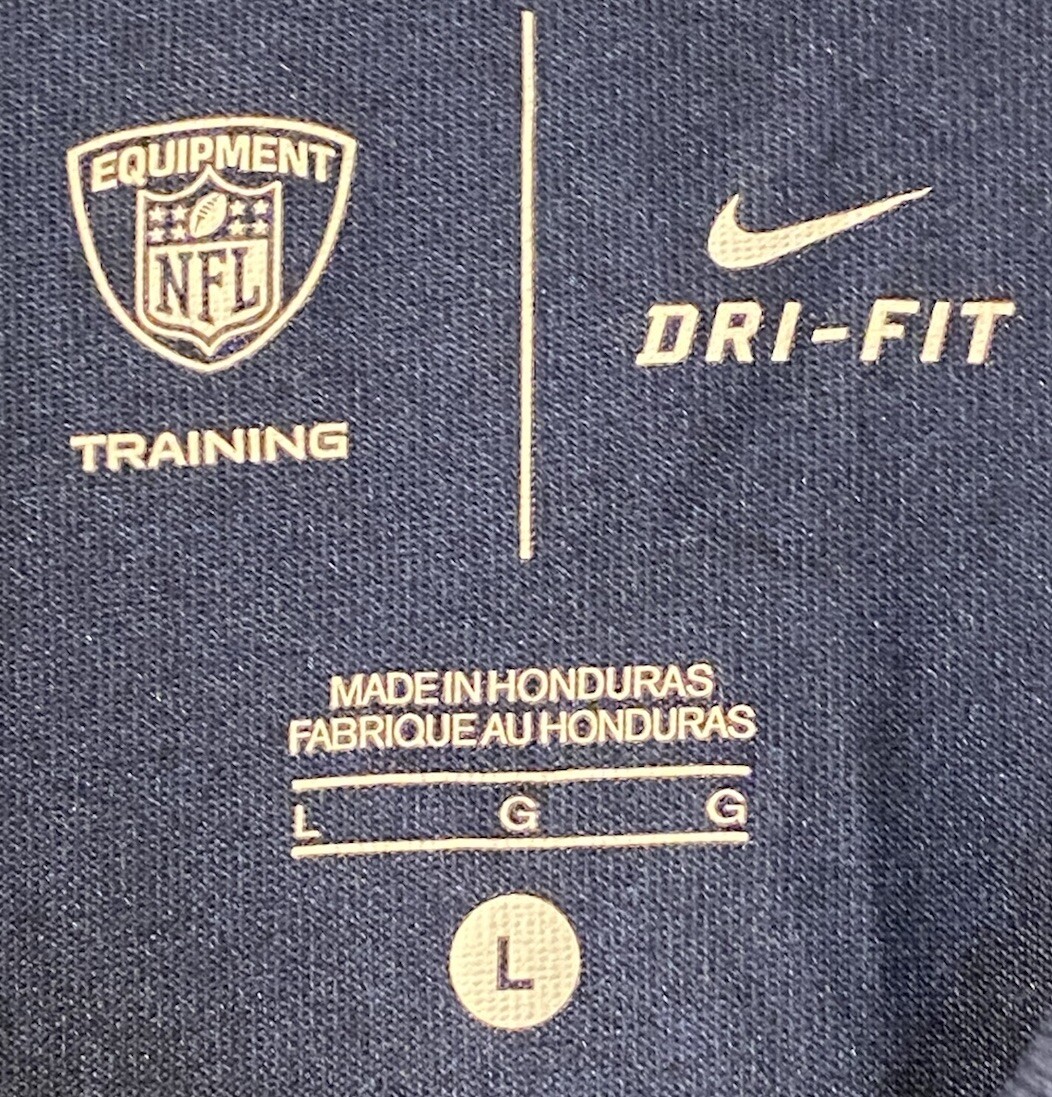 EQUIPMENT
NFL
TRAINING
DRI-FIT
MADE IN HONDURAS
FABRIQUE AU HONDURAS
L G G
L